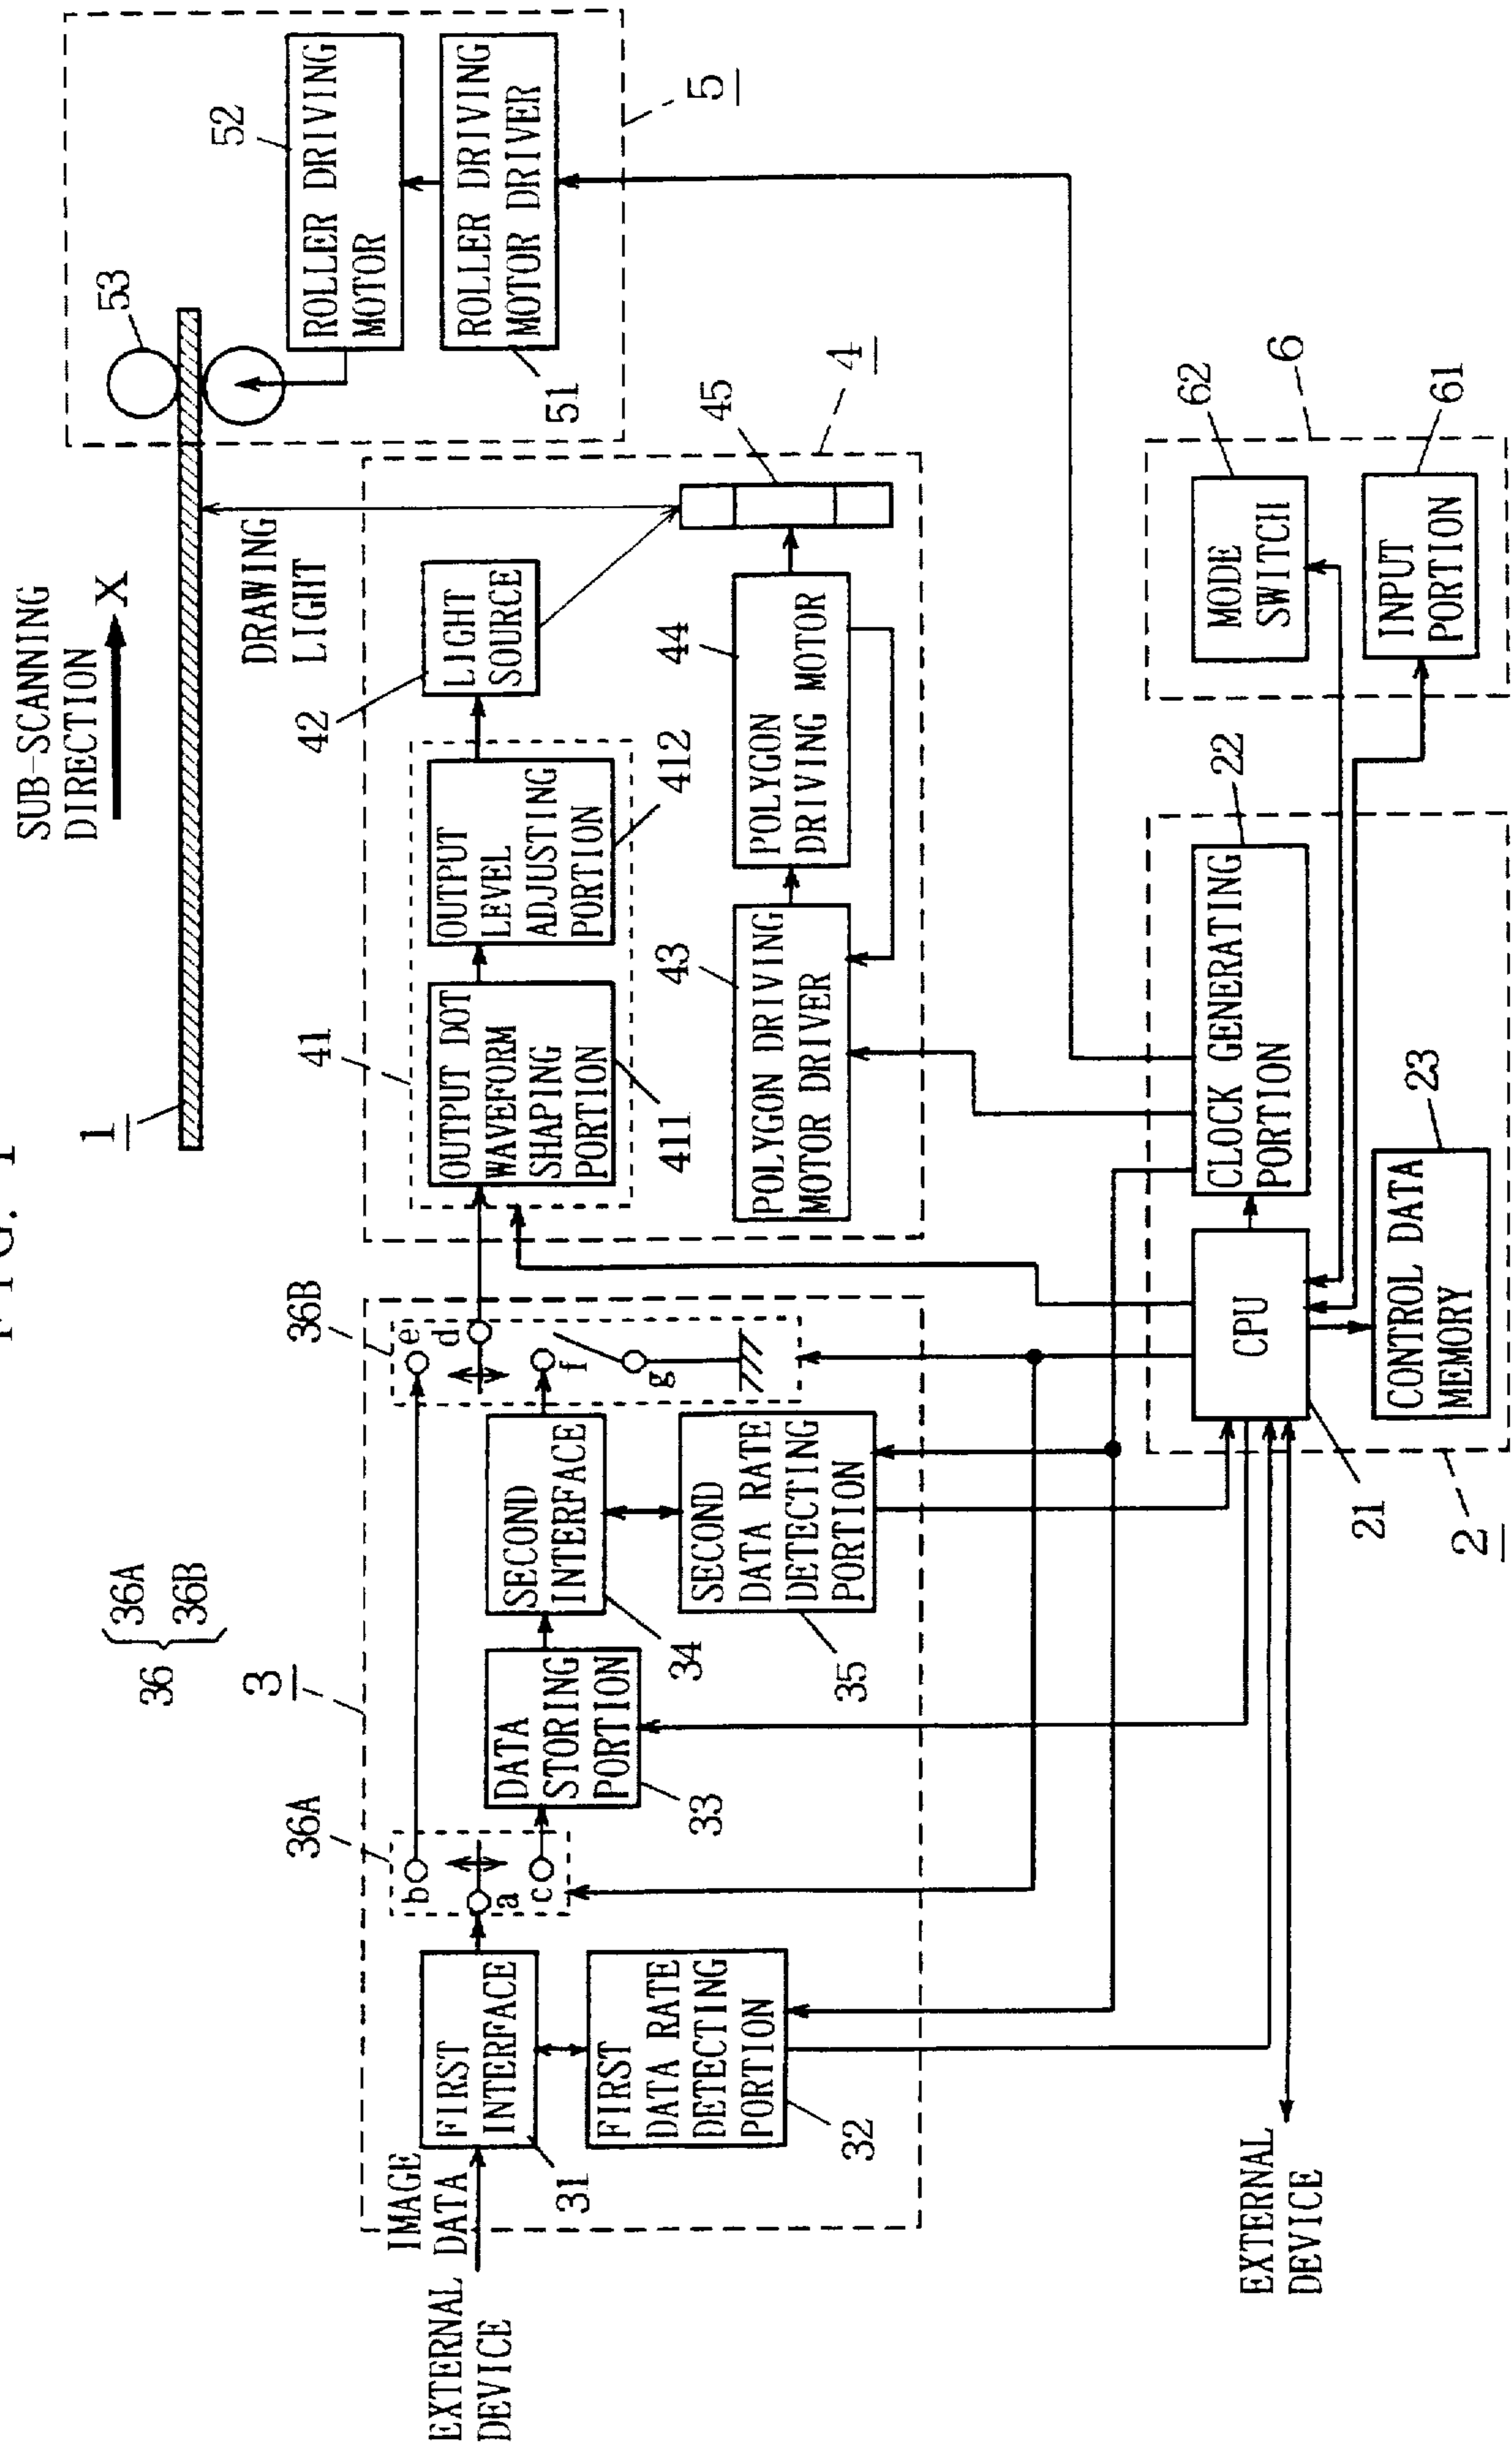 FIG. 1
SUB-SCANNING
DIRECTION
X
1
DRAWING
LIGHT
53
52
ROLLER DRIVING
MOTOR
ROLLER DRIVING
MOTOR DRIVER
51
5
36
36A
36B
3
EXTERNAL
DEVICE
IMAGE
DATA
FIRST
INTERFACE
31
FIRST
DATA RATE
DETECTING
PORTION
32
36A
b
a
c
DATA
STORING
PORTION
33
SECOND
INTERFACE
34
SECOND
DATA RATE
DETECTING
PORTION
35
36B
e
d
f
g
41
OUTPUT DOT
WAVEFORM
SHAPING
PORTION
411
OUTPUT
LEVEL
ADJUSTING
PORTION
412
42
LIGHT
SOURCE
43
POLYGON DRIVING
MOTOR DRIVER
44
POLYGON
DRIVING MOTOR
45
4
EXTERNAL
DEVICE
2
21
CPU
CLOCK GENERATING
PORTION
22
CONTROL DATA
MEMORY
23
MODE
SWITCH
62
6
INPUT
PORTION
61